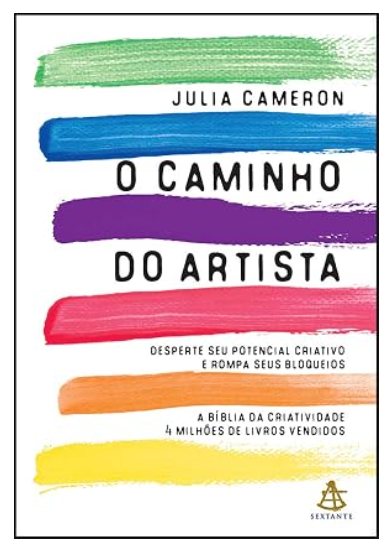 JULIA CAMERON
O CAMINHO
DO ARTISTA
DESPERTE SEU POTENCIAL CRIATIVO
E ROMPA SEUS BLOQUEIOS
A BÍBLIA DA CRIATIVIDADE
4 MILHÕES DE LIVROS VENDIDOS
SEXTANTE